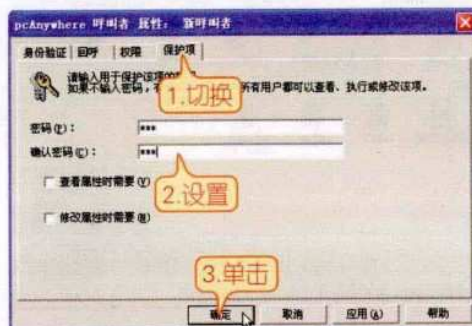 pcAnywhere 呼叫者 属性： 新呼叫者
身份验证 回呼 权限 保护项
请输入用于保护该项的
如果不输入密码，有 所有用户都可以查看、执行或修改该项。
1.切换
密码(P)： ***
确认密码(C)： ***
查看属性时需要(V)
2.设置
修改属性时需要(M)
3.单击
确定 取消 应用(A) 帮助